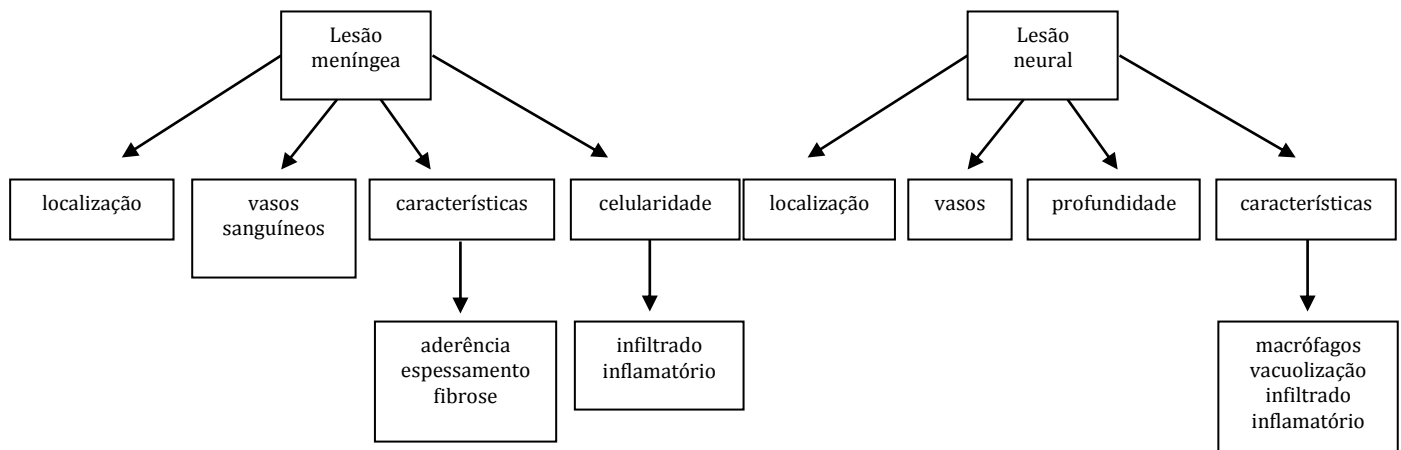 Lesão
meníngea
Lesão
neural
localização
vasos
sanguíneos
características
celularidade
localização
vasos
profundidade
características
aderência
espessamento
fibrose
infiltrado
inflamatório
macrófagos
vacuolização
infiltrado
inflamatório